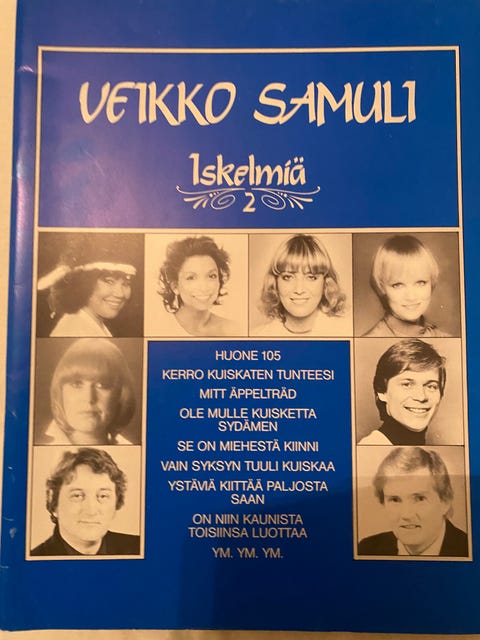 VEIKKO SAMULI
Iskelmiä
2
HUONE 105
KERRO KUISKATEN TUNTEESI
MITT ÄPPELTRÄD
OLE MULLE KUISKETTA
SYDÄMEN
SE ON MIEHESTÄ KIINNI
VAIN SYKSYN TUULI KUISKAA
YSTÄVIÄ KIITTÄÄ PALJOSTA
SAAN
ON NIIN KAUNISTA
TOISIINSA LUOTTAA
YM. YM. YM.